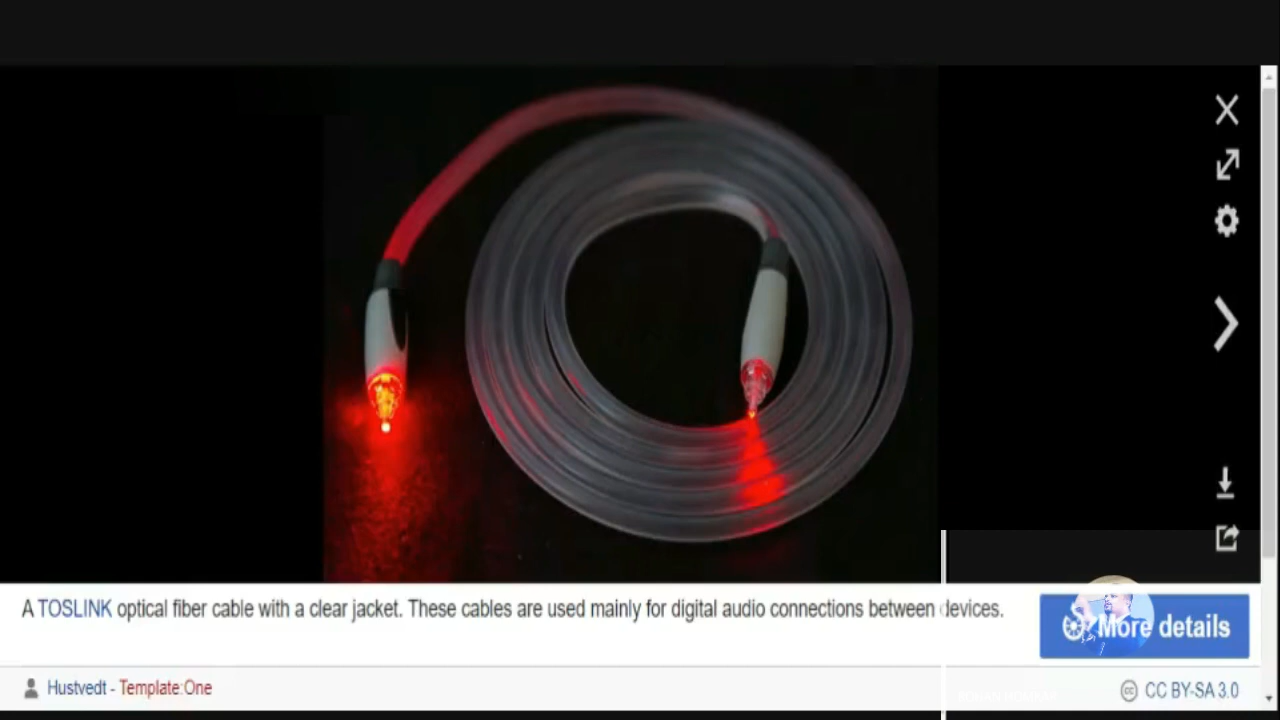 A TOSLINK optical fiber cable with a clear jacket. These cables are used mainly for digital audio connections between devices.
More details
Hustvedt - Template:One
CC BY-SA 3.0